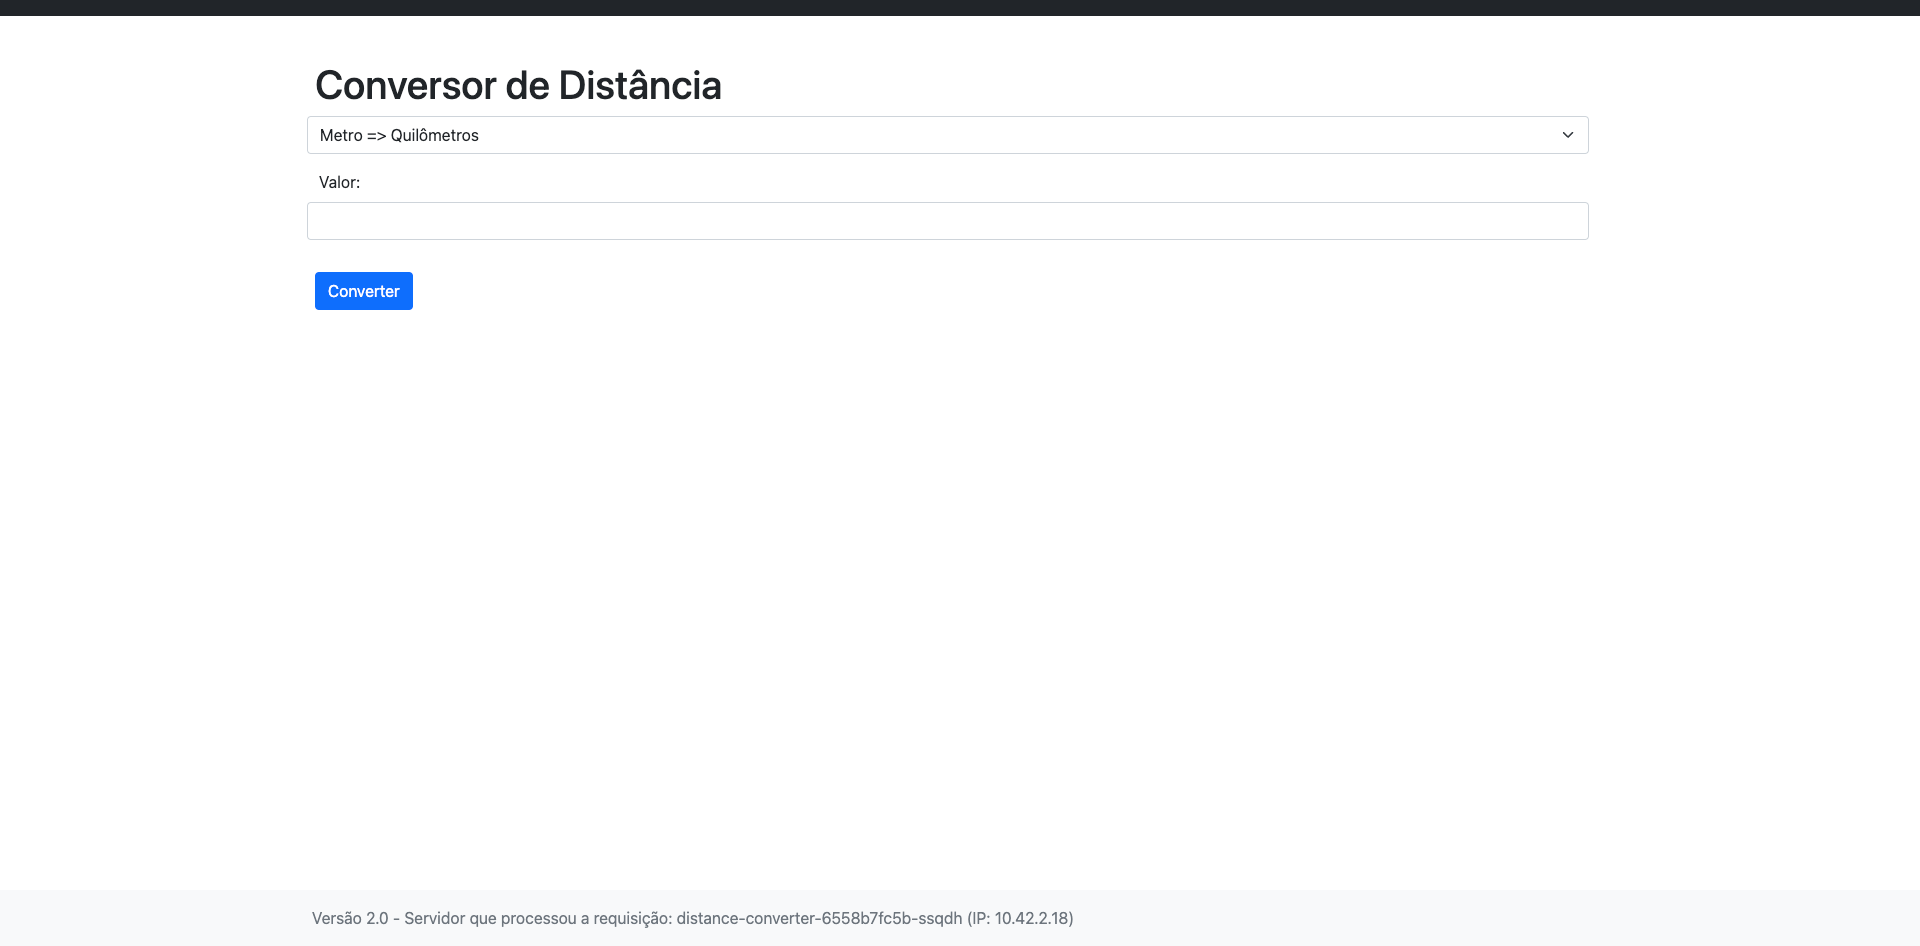 Conversor de Distância
Metro => Quilômetros
Valor:
Converter
Versão 2.0 - Servidor que processou a requisição: distance-converter-6558b7fc5b-ssqdh (IP: 10.42.2.18)